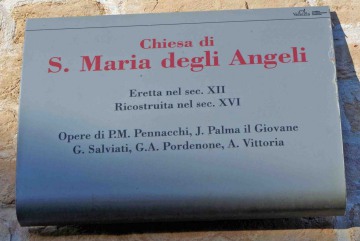 Chiesa di
S. Maria degli Angeli
Eretta nel sec. XII
Ricostruita nel sec. XVI
Opere di P.M. Pennacchi, J. Palma il Giovane
G. Salviati, G.A. Pordenone, A. Vittoria